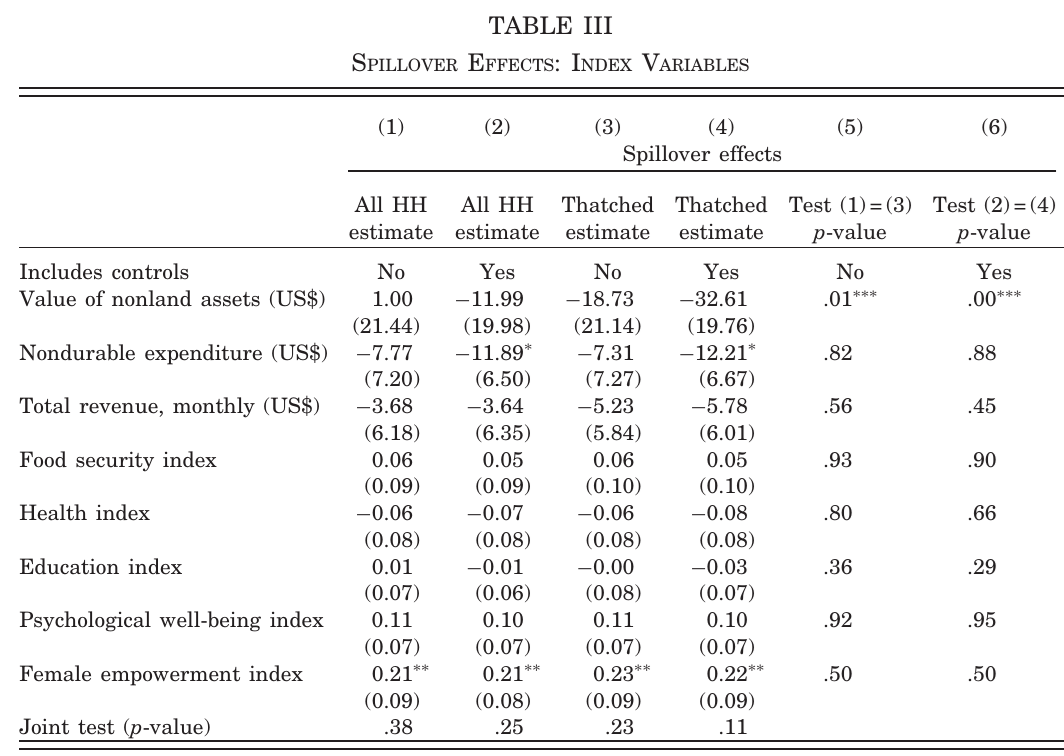 TABLE III
SPILLOVER EFFECTS: INDEX VARIABLES
(1) (2) (3) (4) (5) (6)
Spillover effects
All HH All HH Thatched Thatched Test (1)=(3) Test (2)=(4)
estimate estimate estimate estimate p-value p-value
Includes controls No Yes No Yes No Yes
Value of nonland assets (US$) 1.00 −11.99 −18.73 −32.61 .01*** .00***
(21.44) (19.98) (21.14) (19.76)
Nondurable expenditure (US$) −7.77 −11.89* −7.31 −12.21* .82 .88
(7.20) (6.50) (7.27) (6.67)
Total revenue, monthly (US$) −3.68 −3.64 −5.23 −5.78 .56 .45
(6.18) (6.35) (5.84) (6.01)
Food security index 0.06 0.05 0.06 0.05 .93 .90
(0.09) (0.09) (0.10) (0.10)
Health index −0.06 −0.07 −0.06 −0.08 .80 .66
(0.08) (0.08) (0.08) (0.08)
Education index 0.01 −0.01 −0.00 −0.03 .36 .29
(0.07) (0.06) (0.08) (0.07)
Psychological well-being index 0.11 0.10 0.11 0.10 .92 .95
(0.07) (0.07) (0.07) (0.07)
Female empowerment index 0.21** 0.21** 0.23** 0.22** .50 .50
(0.09) (0.08) (0.09) (0.09)
Joint test (p-value) .38 .25 .23 .11